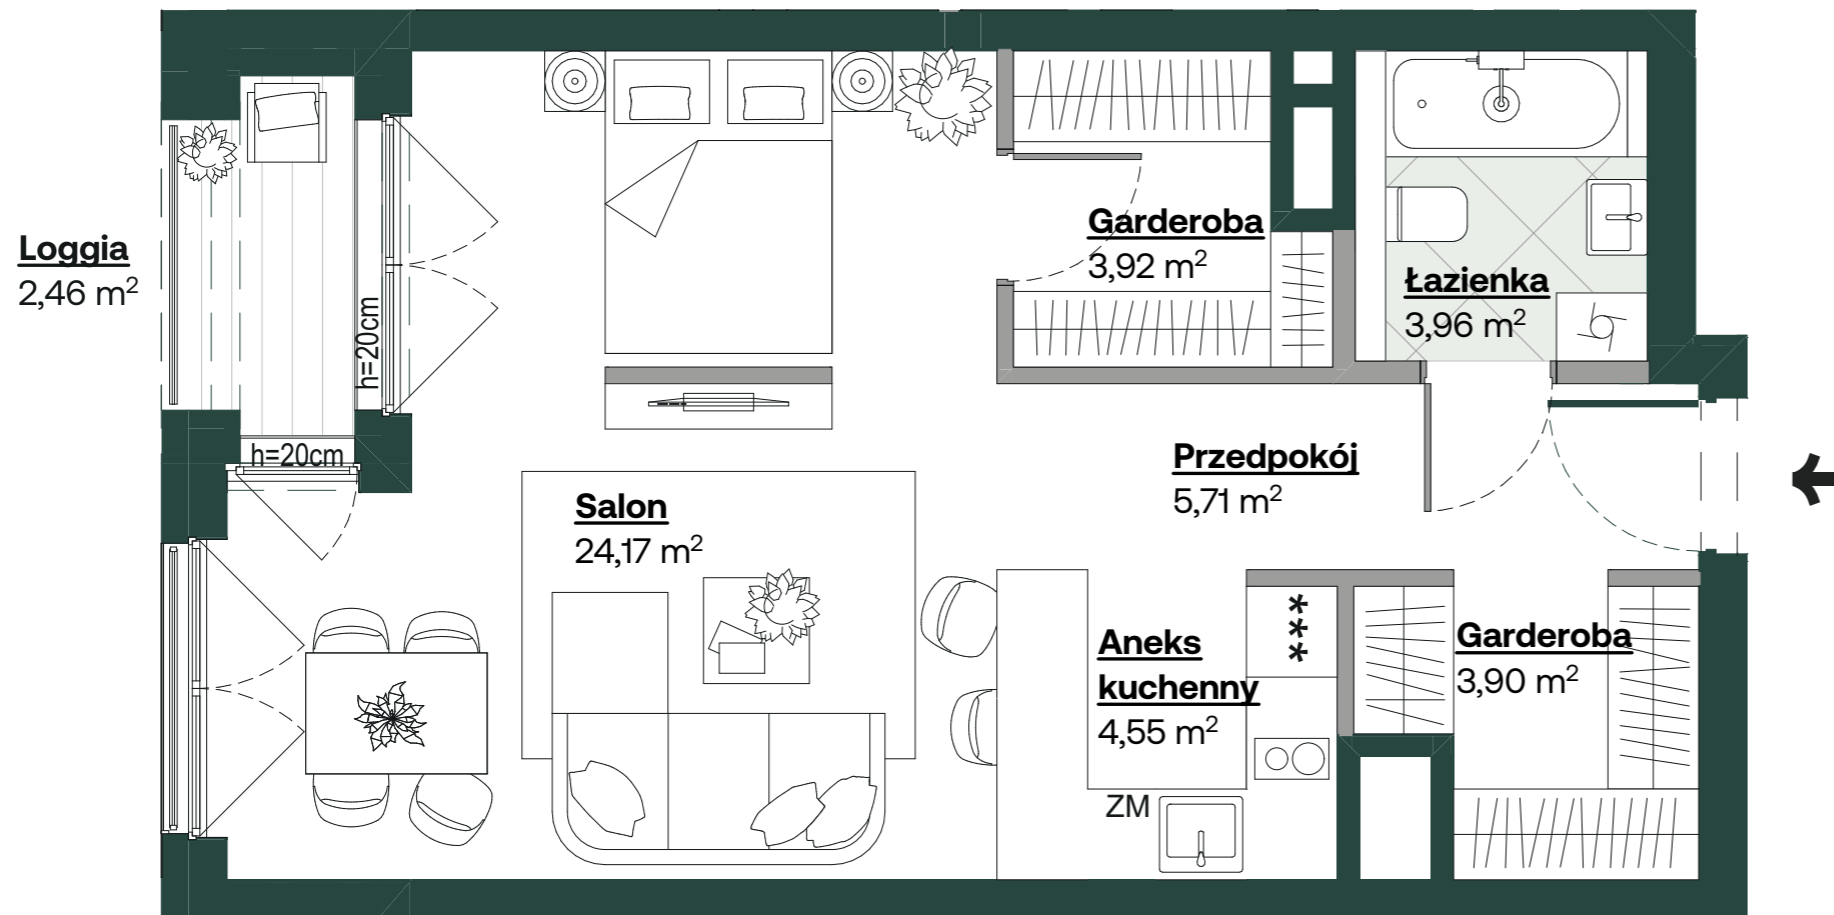 Loggia
2,46 m²
h=20cm
h=20cm
Garderoba
3,92 m²
Łazienka
3,96 m²
Przedpokój
5,71 m²
Salon
24,17 m²
Aneks
kuchenny
4,55 m²
***
ZM
Garderoba
3,90 m²